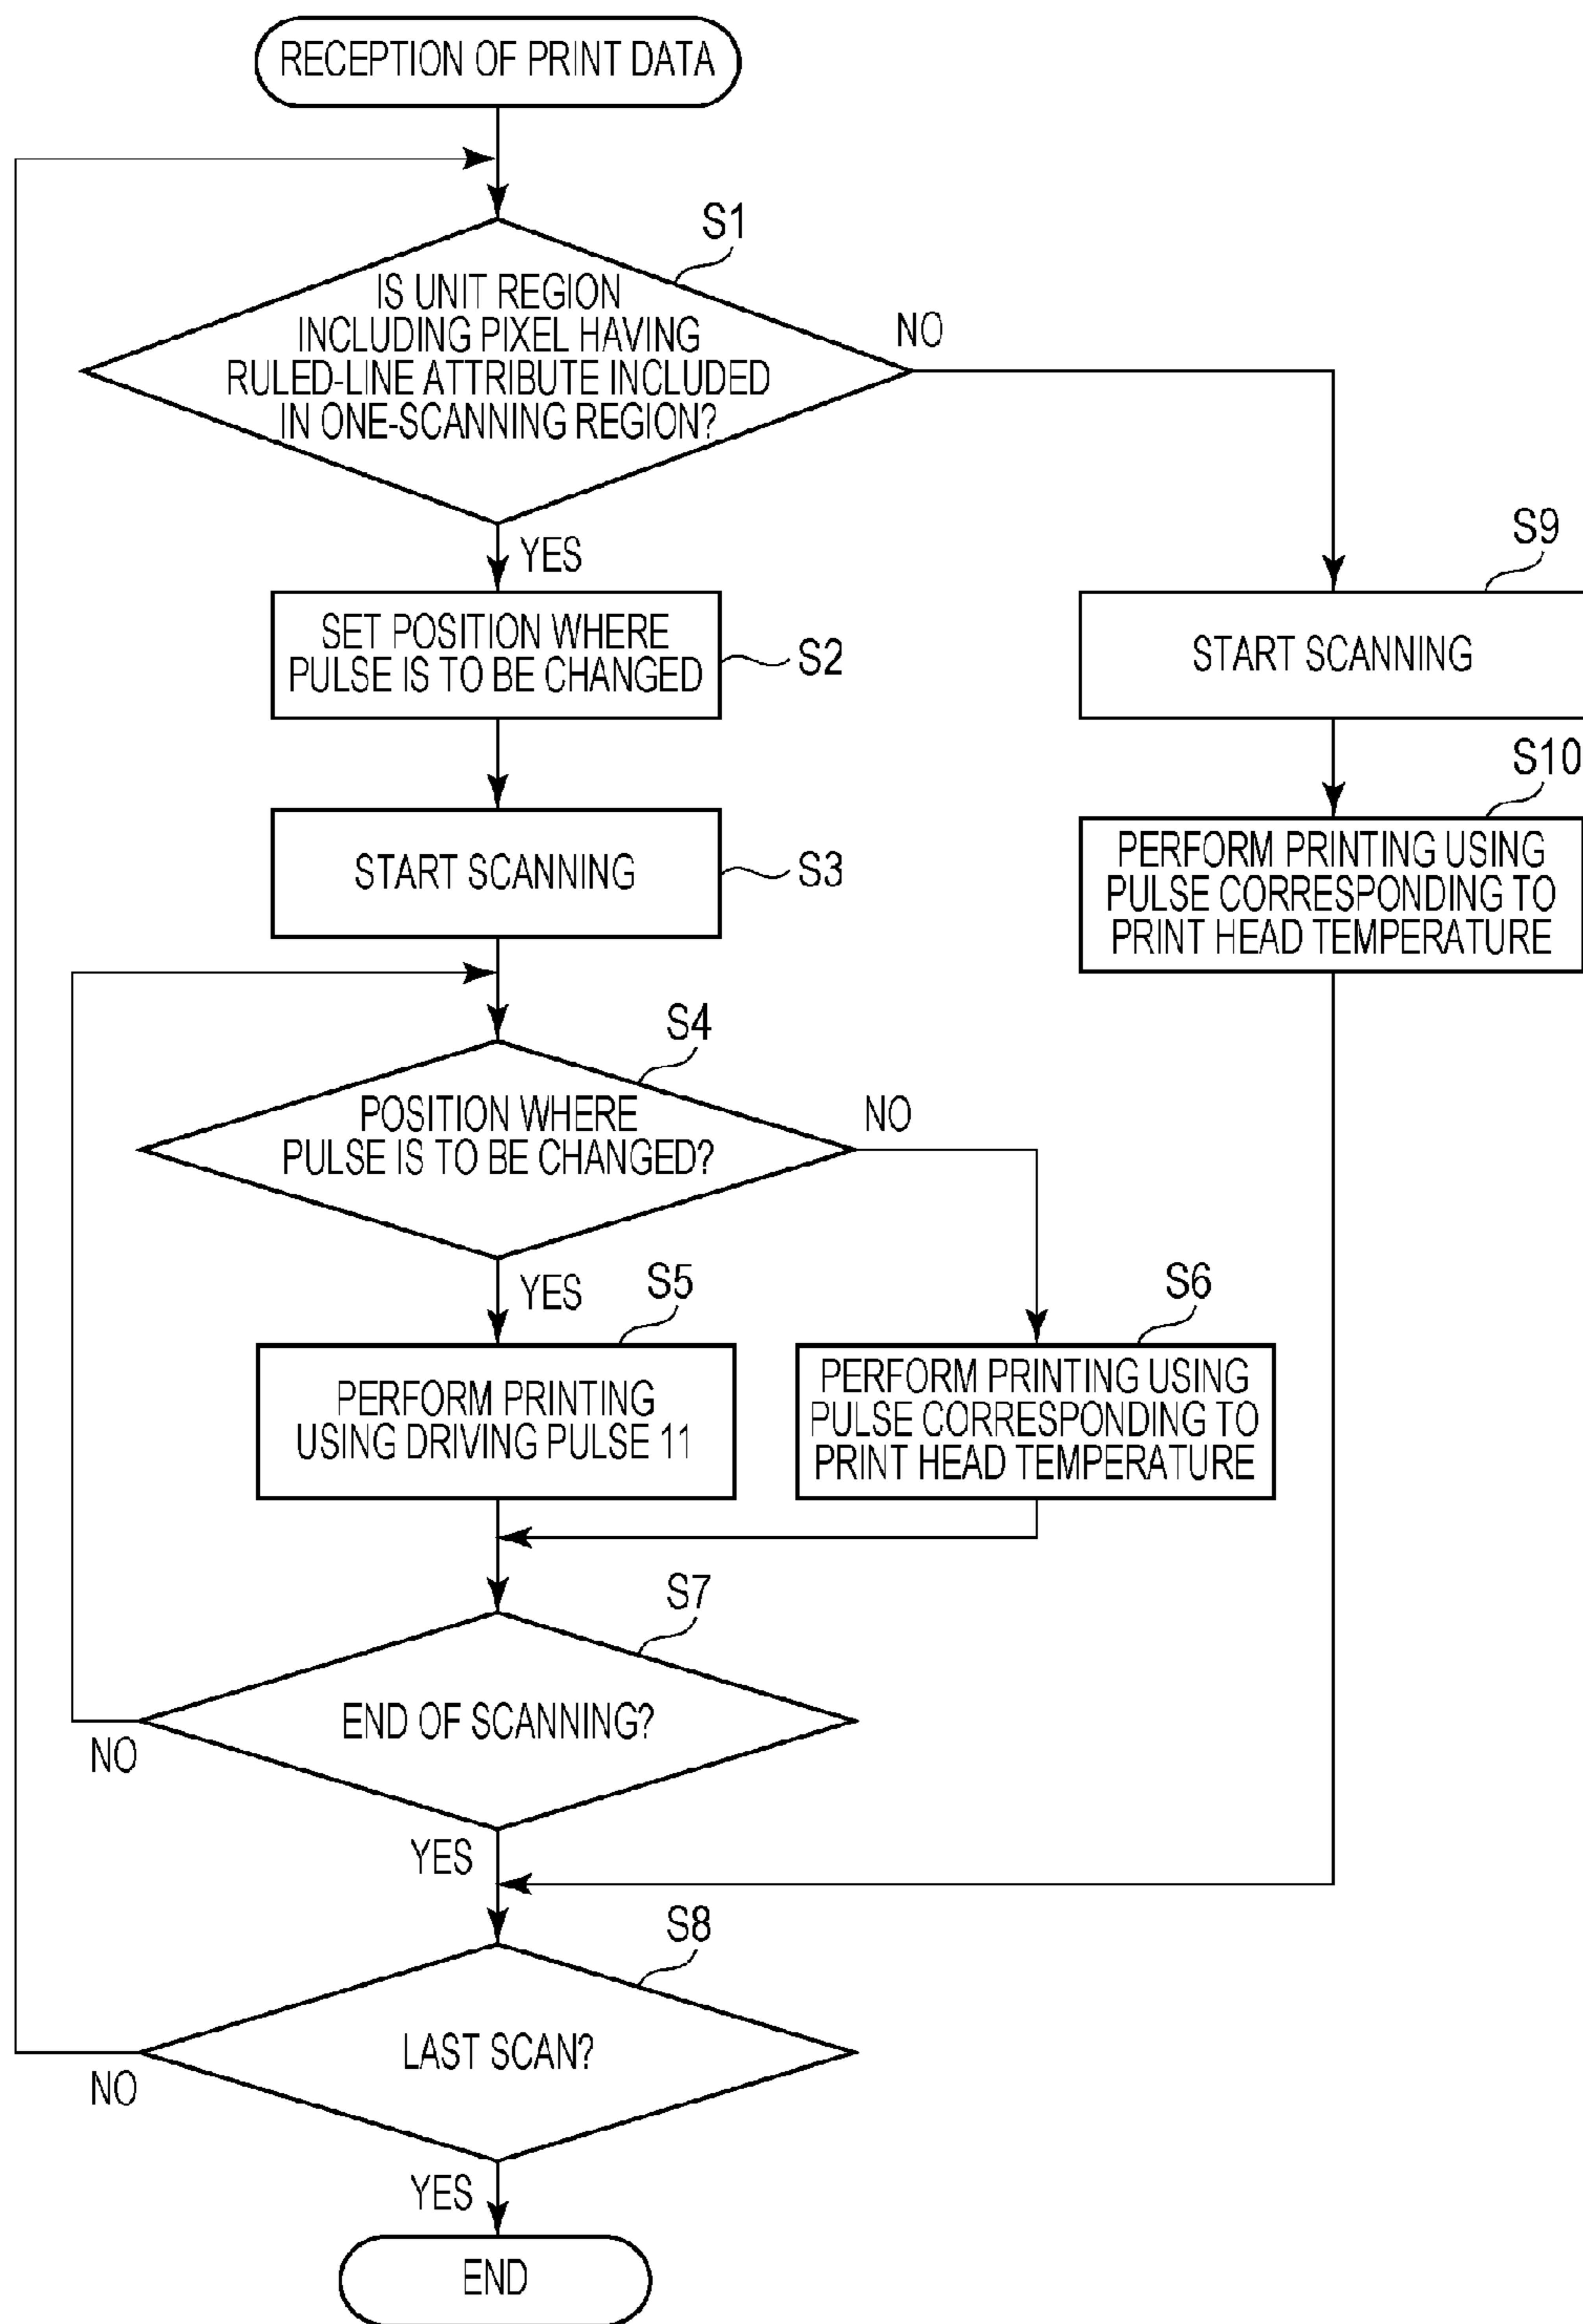 RECEPTION OF PRINT DATA
S1
IS UNIT REGION
INCLUDING PIXEL HAVING
RULED-LINE ATTRIBUTE INCLUDED
IN ONE-SCANNING REGION?
NO
YES
S9
SET POSITION WHERE
PULSE IS TO BE CHANGED
S2
START SCANNING
S10
START SCANNING
S3
PERFORM PRINTING USING
PULSE CORRESPONDING TO
PRINT HEAD TEMPERATURE
S4
POSITION WHERE
PULSE IS TO BE CHANGED?
NO
YES
S5
S6
PERFORM PRINTING
USING DRIVING PULSE 11
PERFORM PRINTING USING
PULSE CORRESPONDING TO
PRINT HEAD TEMPERATURE
S7
END OF SCANNING?
NO
YES
S8
LAST SCAN?
NO
YES
END